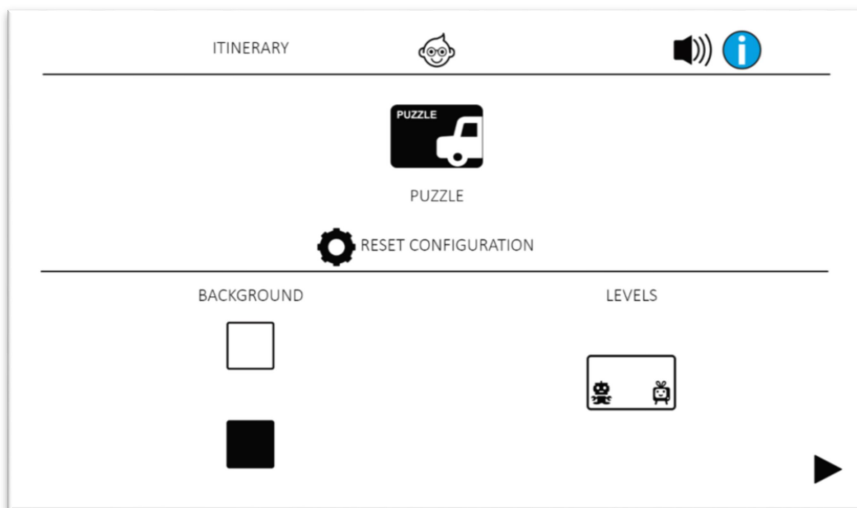 ITINERARY
i
PUZZLE
PUZZLE
RESET CONFIGURATION
BACKGROUND
LEVELS